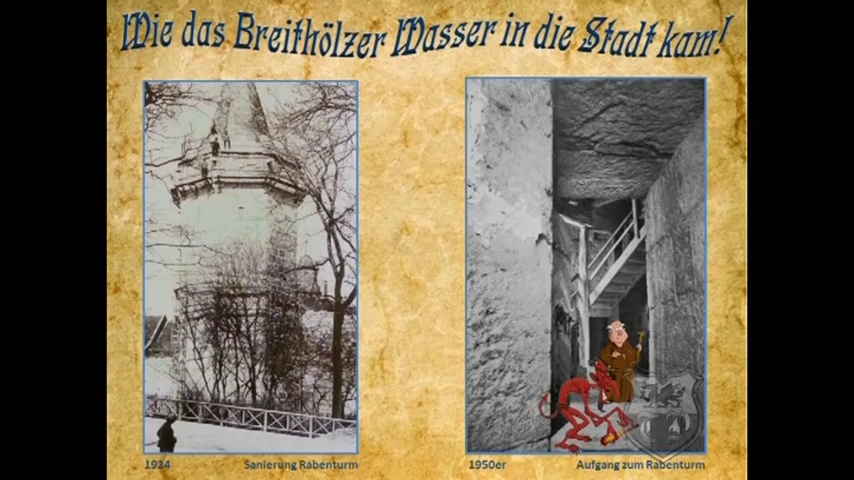 Wie das Breithölzer Wasser in die Stadt kam!
1924 Sanierung Rabenturm
1950er Aufgang zum Rabenturm